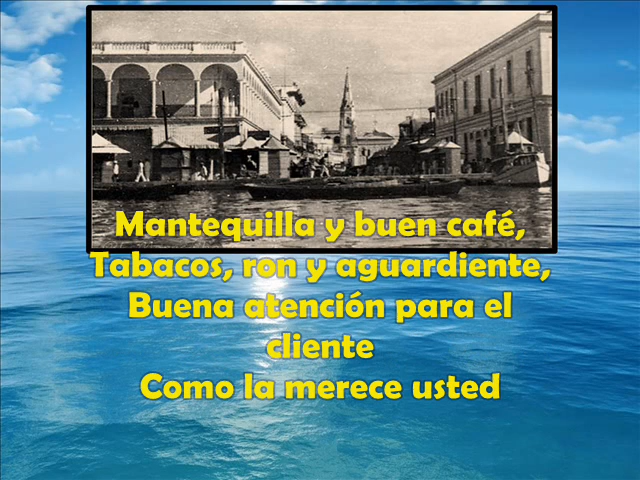 Mantequilla y buen café,
Tabacos, ron y aguardiente,
Buena atención para el
cliente
Como la merece usted